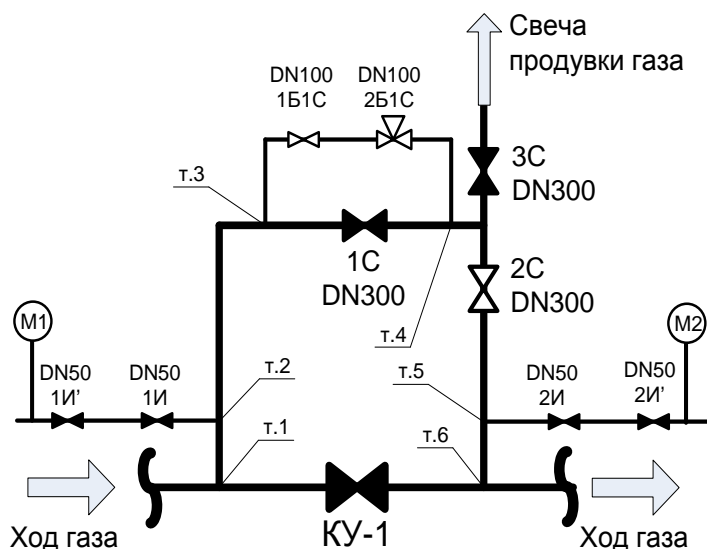 Свеча
продувки газа
DN100
1Б1С
DN100
2Б1С
3С
DN300
т.3
1С
DN300
2С
DN300
т.4
М1
М2
DN50
1И’
DN50
1И
т.2
т.5
DN50
2И
DN50
2И’
т.1
т.6
Ход газа
КУ-1
Ход газа